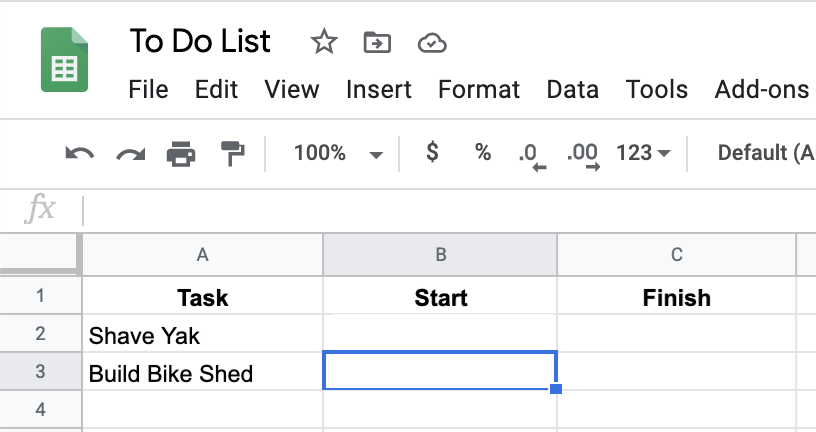 To Do List
File Edit View Insert Format Data Tools Add-ons
100% $ % .0 .00 123 Default (A
fx
A B C
1 Task Start Finish
2 Shave Yak
3 Build Bike Shed
4